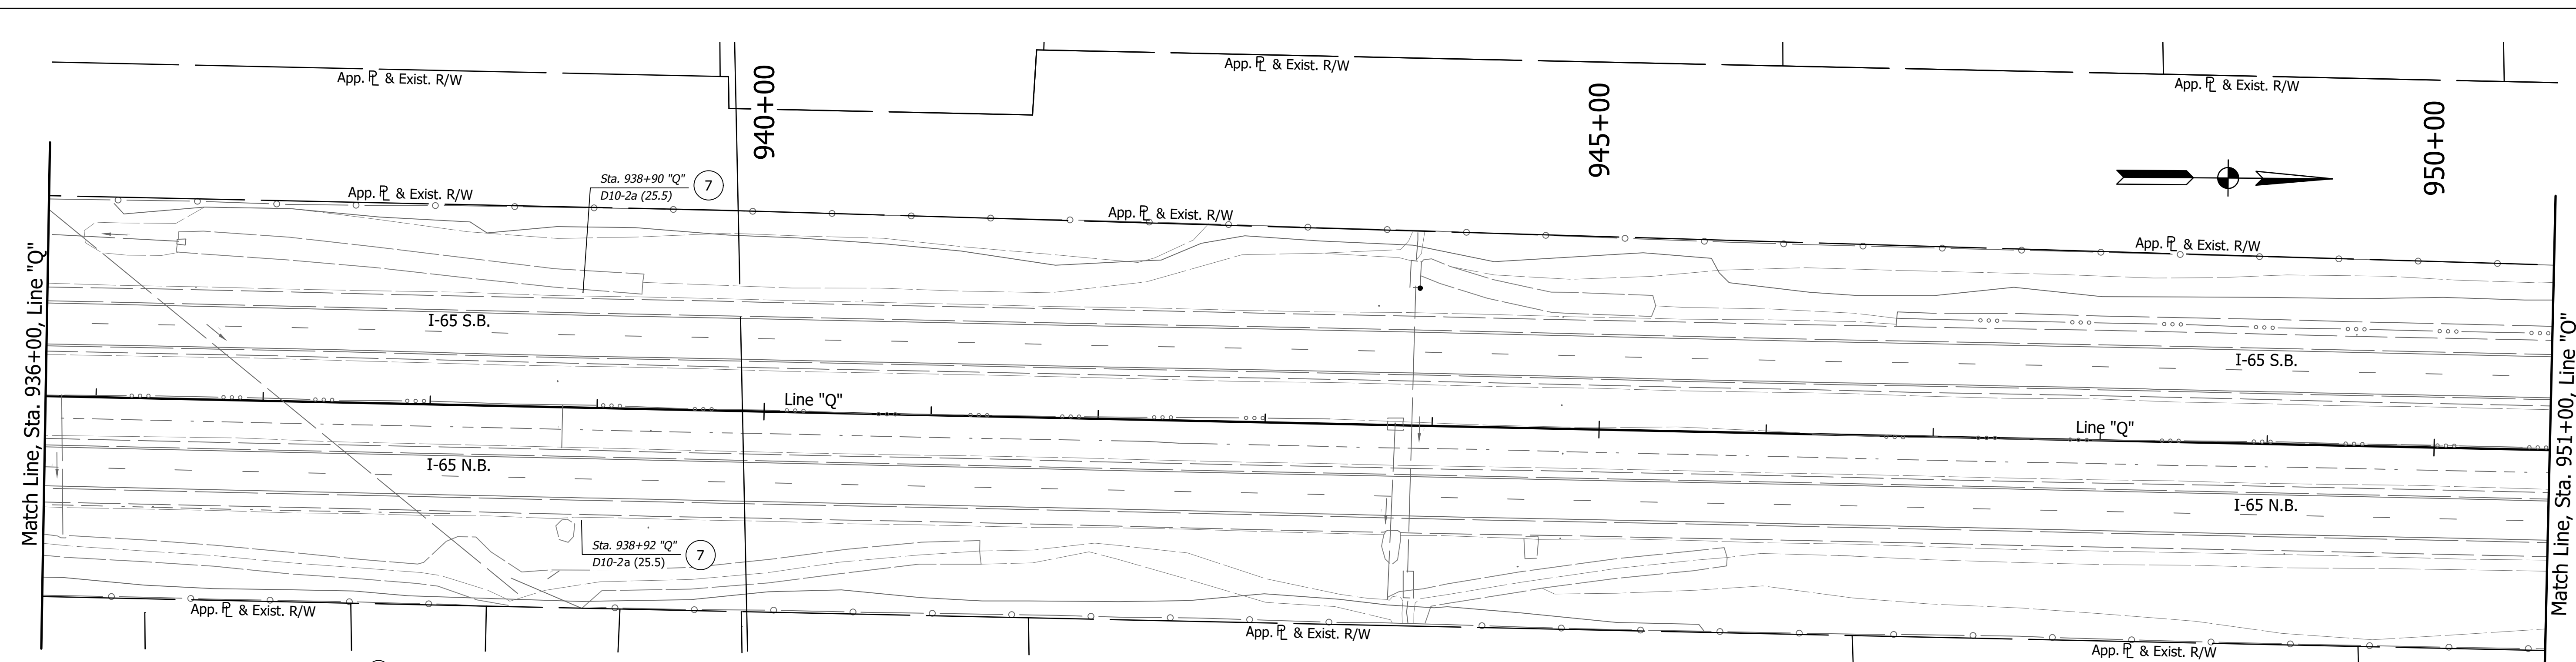 App. PL & Exist. R/W
App. PL & Exist. R/W
App. PL & Exist. R/W
940+00
945+00
950+00
Sta. 938+90 "Q"
D10-2a (25.5)
7
App. PL & Exist. R/W
App. PL & Exist. R/W
App. PL & Exist. R/W
Match Line, Sta. 936+00, Line "Q"
I-65 S.B.
I-65 S.B.
Line "Q"
Line "Q"
I-65 N.B.
I-65 N.B.
Match Line, Sta. 951+00, Line "Q"
Sta. 938+92 "Q"
D10-2a (25.5)
7
App. PL & Exist. R/W
App. PL & Exist. R/W
App. PL & Exist. R/W